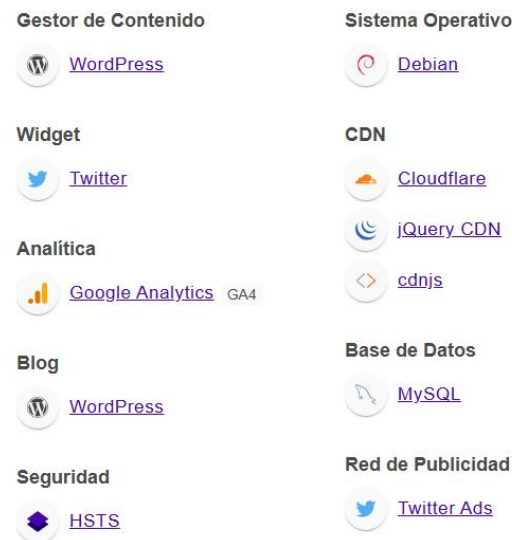 Gestor de Contenido
WordPress
Widget
Twitter
Analítica
Google Analytics GA4
Blog
WordPress
Seguridad
HSTS
Sistema Operativo
Debian
CDN
Cloudflare
jQuery CDN
cdnjs
Base de Datos
MySQL
Red de Publicidad
Twitter Ads